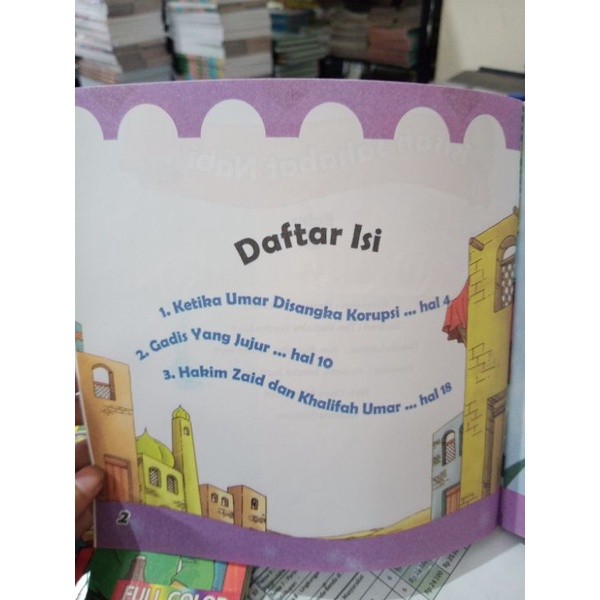 Daftar Isi
1. Ketika Umar Disangka Korupsi ... hal 4
2. Gadis Yang Jujur ... hal 10
3. Hakim Zaid dan Khalifah Umar ... hal 18
2
FULL COLOR